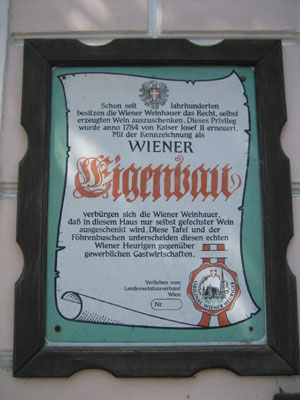 Schon seit Jahrhunderten
besitzen die Wiener Weinhauer das Recht, selbst
erzeugten Wein auszuschenken. Dieses Privileg
wurde anno 1784 von Kaiser Josef II erneuert.
Mit der Kennzeichnung als
WIENER
Eigenbau
verbürgen sich die Wiener Weinhauer,
daß in diesem Haus nur selbst gefechster Wein
ausgeschenkt wird. Diese Tafel und der
Föhrenbuschen unterscheiden diesen echten
Wiener Heurigen gegenüber
gewerblichen Gastwirtschaften.
Verliehen vom
Landesweinbauverband
Wien
Nr.